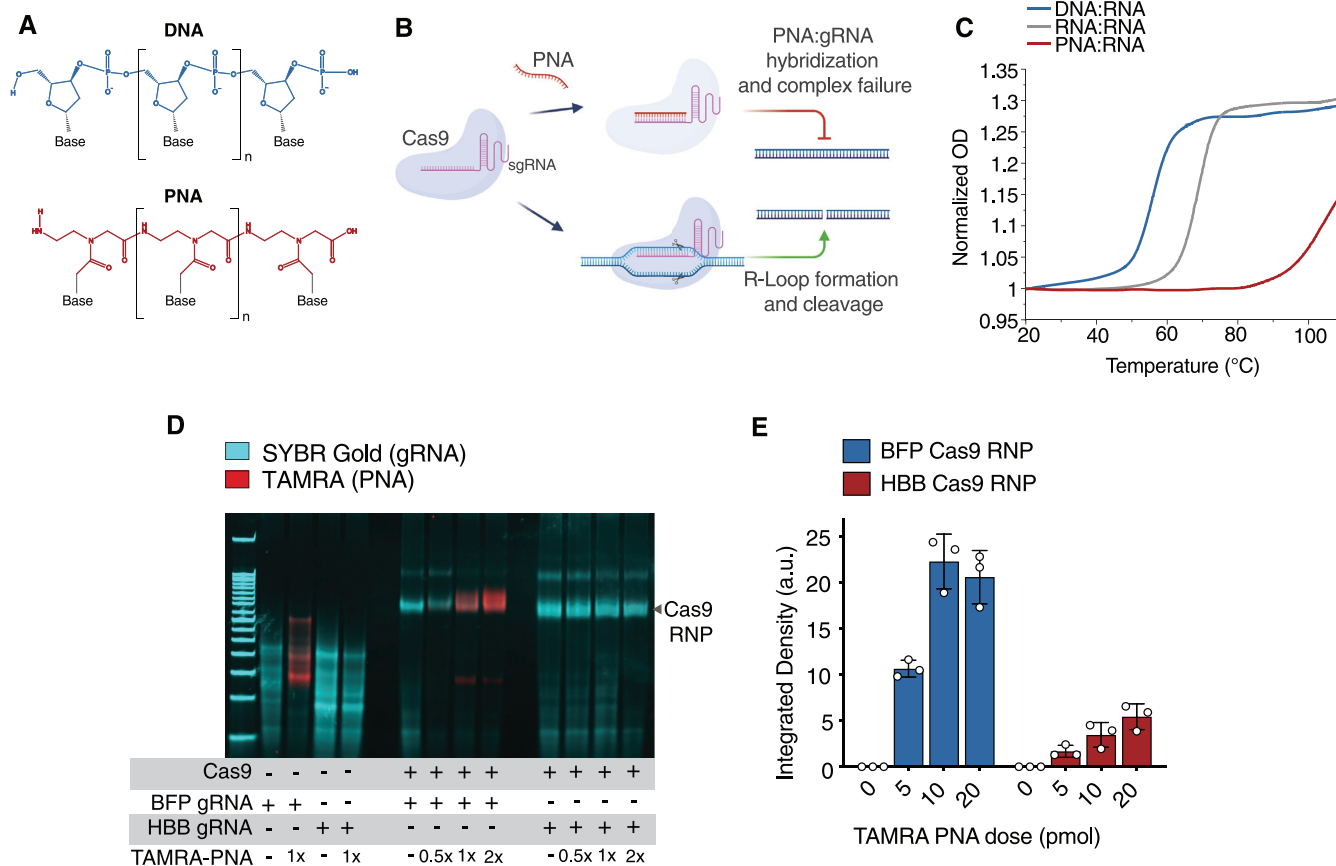 A
DNA
O
O
O
P
O
O
O
O
P
O
O
O
O
P
OH
H
O
O
O-
O
O-
O
O-
Base
Base
Base
n
PNA
H
HN
N
O
H
N
N
O
H
N
N
O
OH
O
O
O
Base
Base
Base
n
B
PNA
Cas9
sgRNA
PNA:gRNA
hybridization
and complex failure
R-Loop formation
and cleavage
C
DNA:RNA
RNA:RNA
PNA:RNA
Normalized OD
1.35
1.3
1.25
1.2
1.15
1.1
1.05
1
0.95
20
40
60
80
100
Temperature (°C)
D
SYBR Gold (gRNA)
TAMRA (PNA)
Cas9
RNP
Cas9 - - - - + + + + + + + +
BFP gRNA + + - - + + + + - - - -
HBB gRNA - - + + - - - - + + + +
TAMRA-PNA - 1x - 1x - 0.5x 1x 2x - 0.5x 1x 2x
E
BFP Cas9 RNP
HBB Cas9 RNP
Integrated Density (a.u.)
25
20
15
10
5
0
0
5
10
20
0
5
10
20
TAMRA PNA dose (pmol)